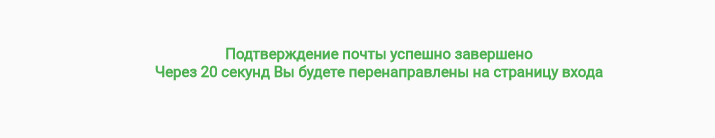 Подтверждение почты успешно завершено
Через 20 секунд Вы будете перенаправлены на страницу входа